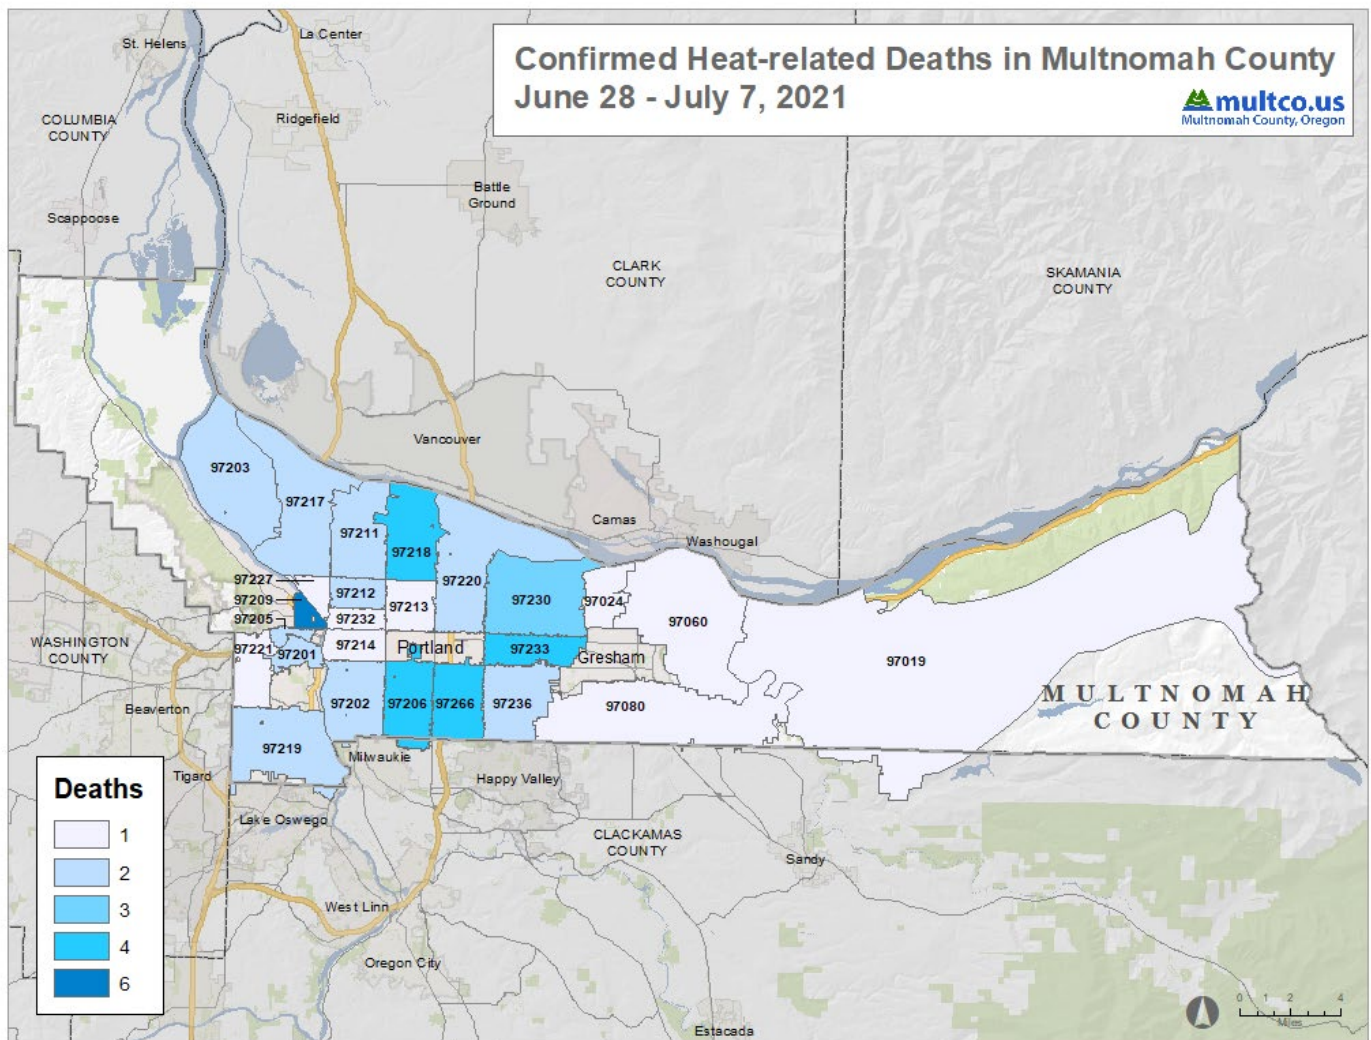 Confirmed Heat-related Deaths in Multnomah County
June 28 - July 7, 2021
multco.us
Multnomah County, Oregon
St. Helens
La Center
COLUMBIA
COUNTY
Ridgefield
Battle
Ground
Scappoose
CLARK
COUNTY
SKAMANIA
COUNTY
Vancouver
97203
97217
97211
97218
Camas
Washougal
97227
97209
97205
97212
97213
97220
97230
97024
97232
97060
WASHINGTON
COUNTY
97221
97201
97214
Portland
97233
Gresham
97019
Beaverton
97202
97206
97266
97236
97080
MULTNOMAH
COUNTY
97219
Tigard
Milwaukie
Happy Valley
Lake Oswego
CLACKAMAS
COUNTY
Sandy
West Linn
Oregon City
Estacada
Deaths
1
2
3
4
6
0 1 2 4
Miles